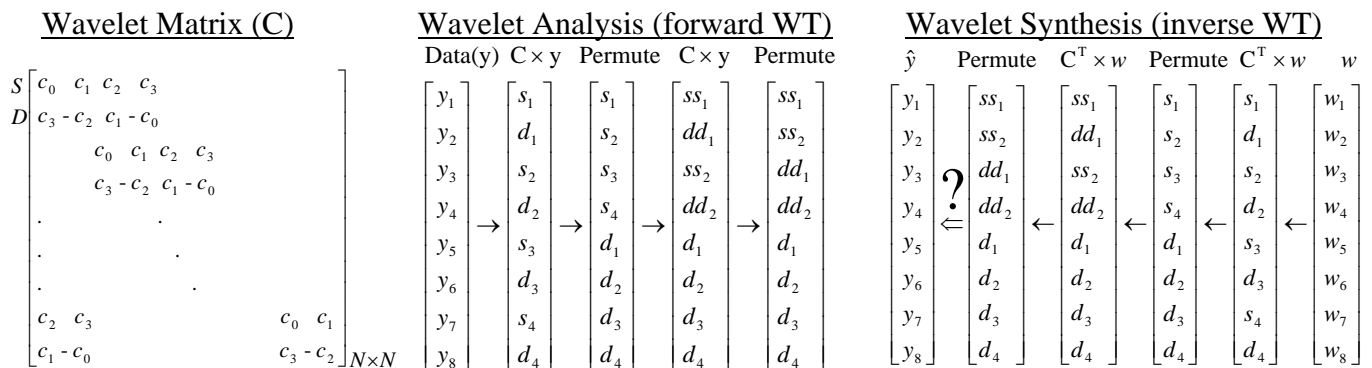 Wavelet Matrix (C) Wavelet Analysis (forward WT) Wavelet Synthesis (inverse WT)
Data(y) C × y Permute C × y Permute ŷ Permute Cᵀ × w Permute Cᵀ × w w
S c₀ c₁ c₂ c₃ y₁ s₁ s₁ ss₁ ss₁ y₁ ss₁ ss₁ s₁ s₁ w₁
D c₃ - c₂ c₁ - c₀ y₂ d₁ s₂ dd₁ ss₂ y₂ ss₂ dd₁ s₂ d₁ w₂
c₀ c₁ c₂ c₃ y₃ s₂ s₃ ss₂ dd₁ y₃ dd₁ ss₂ s₃ s₂ w₃
c₃ - c₂ c₁ - c₀ y₄ d₂ s₄ dd₂ dd₂ y₄ ? dd₂ dd₂ s₄ d₂ w₄
. . → → → → ⇐ ← ← ← ←
. . y₅ s₃ d₁ d₁ d₁ y₅ d₁ d₁ d₁ s₃ w₅
. . y₆ d₃ d₂ d₂ d₂ y₆ d₂ d₂ d₂ d₃ w₆
c₂ c₃ c₀ c₁ y₇ s₄ d₃ d₃ d₃ y₇ d₃ d₃ d₃ s₄ w₇
c₁ - c₀ c₃ - c₂ N×N y₈ d₄ d₄ d₄ d₄ y₈ d₄ d₄ d₄ d₄ w₈